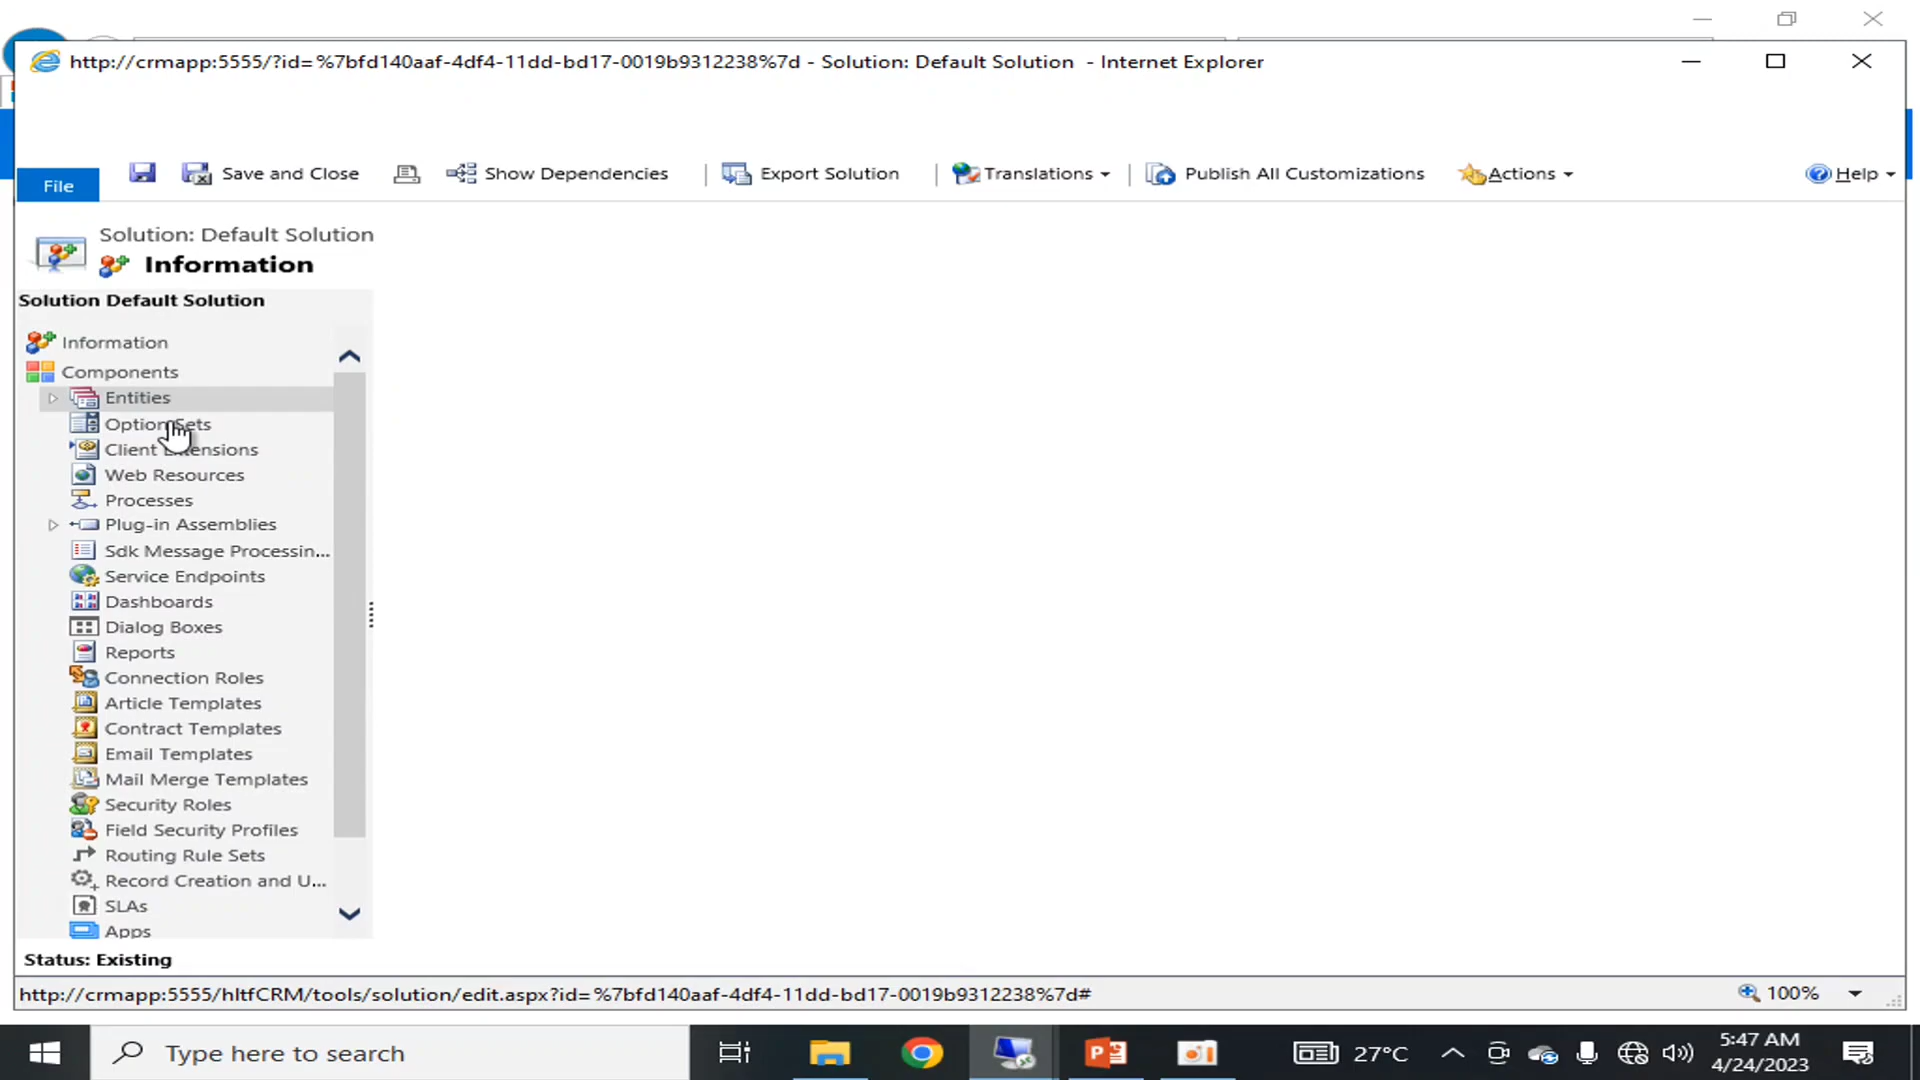 http://crmapp:5555/?id=%7bfd140aaf-4df4-11dd-bd17-0019b9312238%7d - Solution: Default Solution - Internet Explorer
File
Save and Close
Show Dependencies
Export Solution
Translations
Publish All Customizations
Actions
Help
Solution: Default Solution
Information
Solution Default Solution
Information
Components
Entities
Option Sets
Client Extensions
Web Resources
Processes
Plug-in Assemblies
Sdk Message Processin...
Service Endpoints
Dashboards
Dialog Boxes
Reports
Connection Roles
Article Templates
Contract Templates
Email Templates
Mail Merge Templates
Security Roles
Field Security Profiles
Routing Rule Sets
Record Creation and U...
SLAs
Apps
Status: Existing
http://crmapp:5555/hltfCRM/tools/solution/edit.aspx?id=%7bfd140aaf-4df4-11dd-bd17-0019b9312238%7d#
100%
Type here to search
27°C
5:47 AM
4/24/2023